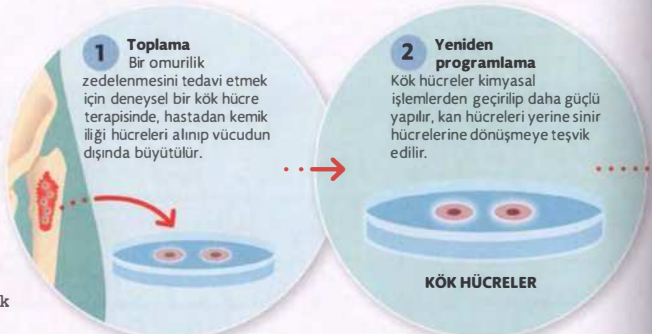 1 Toplama
Bir omurilik
zedelenmesini tedavi etmek
için deneysel bir kök hücre
terapisinde, hastadan kemik
iliği hücreleri alınıp vücudun
dışında büyütülür.
2 Yeniden
programlama
Kök hücreler kimyasal
işlemlerden geçirilip daha güçlü
yapılır, kan hücreleri yerine sinir
hücrelerine dönüşmeye teşvik
edilir.
KÖK HÜCRELER
k